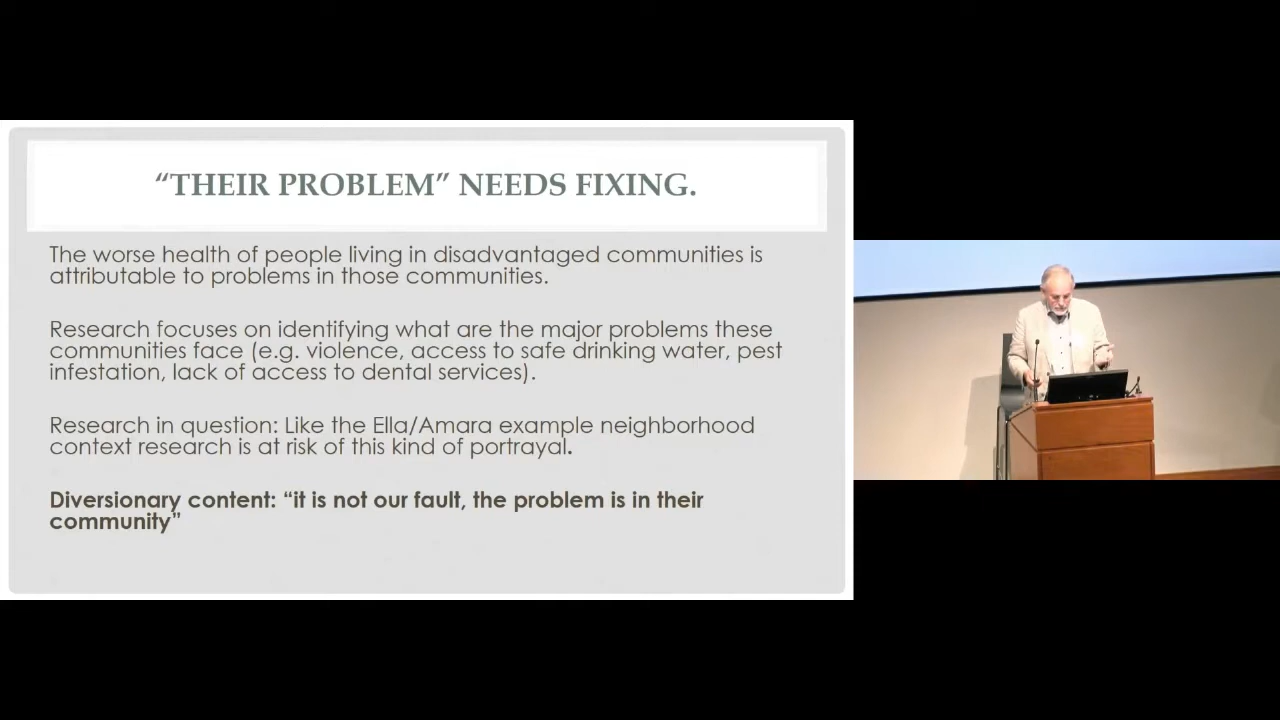 “THEIR PROBLEM” NEEDS FIXING.
The worse health of people living in disadvantaged communities is
attributable to problems in those communities.
Research focuses on identifying what are the major problems these
communities face (e.g. violence, access to safe drinking water, pest
infestation, lack of access to dental services).
Research in question: Like the Ella/Amara example neighborhood
context research is at risk of this kind of portrayal.
Diversionary content: “it is not our fault, the problem is in their
community”